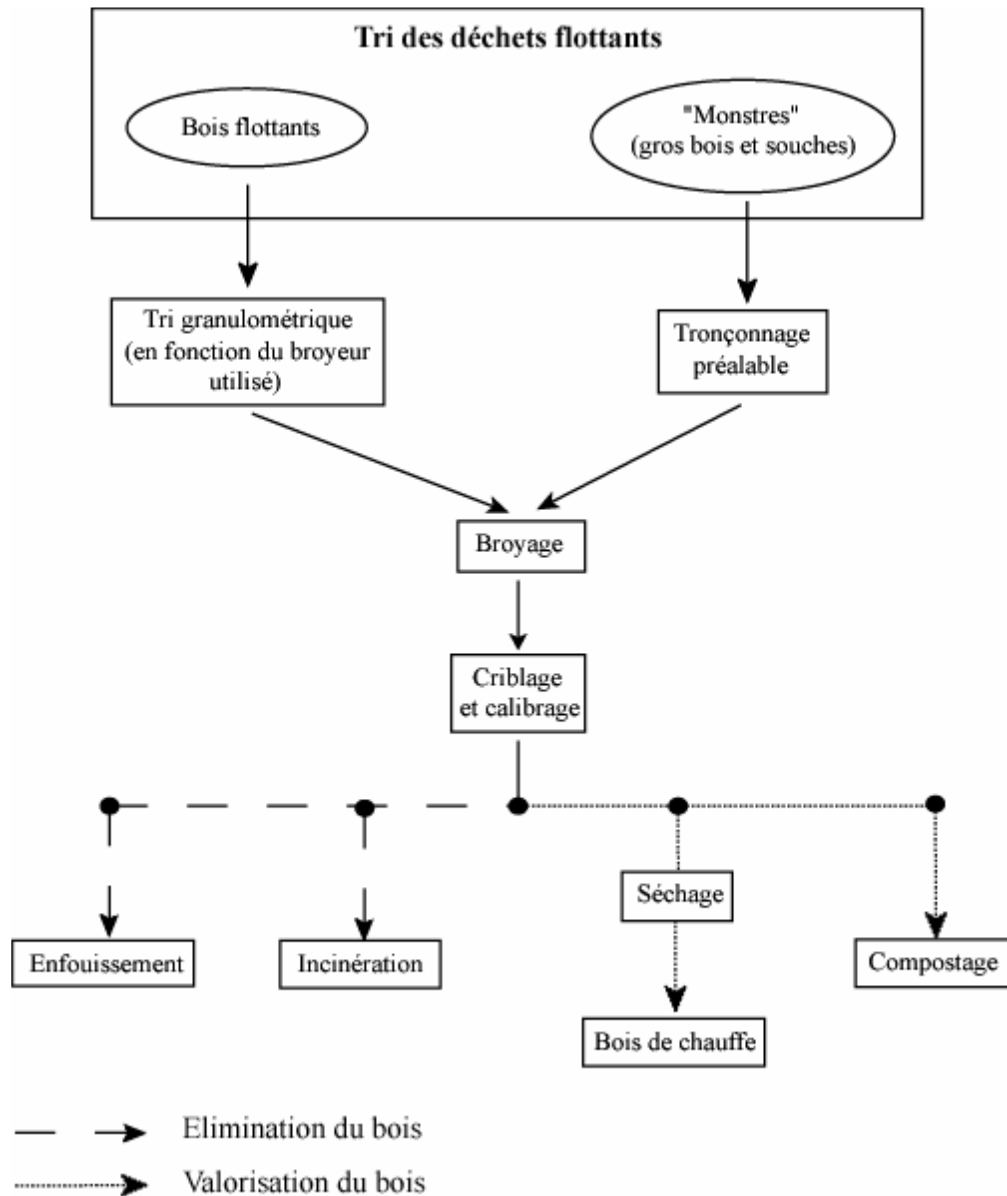 Tri des déchets flottants
Bois flottants
"Monstres"
(gros bois et souches)
Tri granulométrique
(en fonction du broyeur
utilisé)
Tronçonnage
préalable
Broyage
Criblage
et calibrage
Séchage
Enfouissement
Incinération
Compostage
Bois de chauffe
Elimination du bois
Valorisation du bois